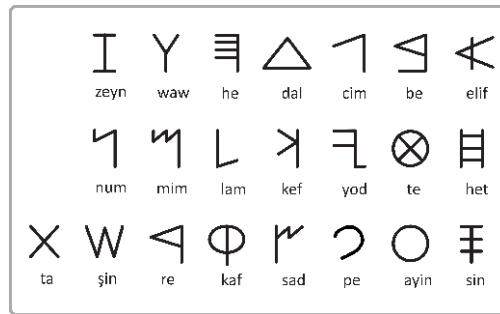 𐤀 𐤁 𐤂 𐤃 𐤄 𐤅 𐤆
zeyn waw he dal cim be elif
𐤇 𐤈 𐤉 𐤊 𐤋 𐤌 𐤍
num mim lam kef yod te het
𐤎 𐤏 𐤐 𐤑 𐤒 𐤓 𐤔 𐤕
ta şin re kaf sad pe ayin sin